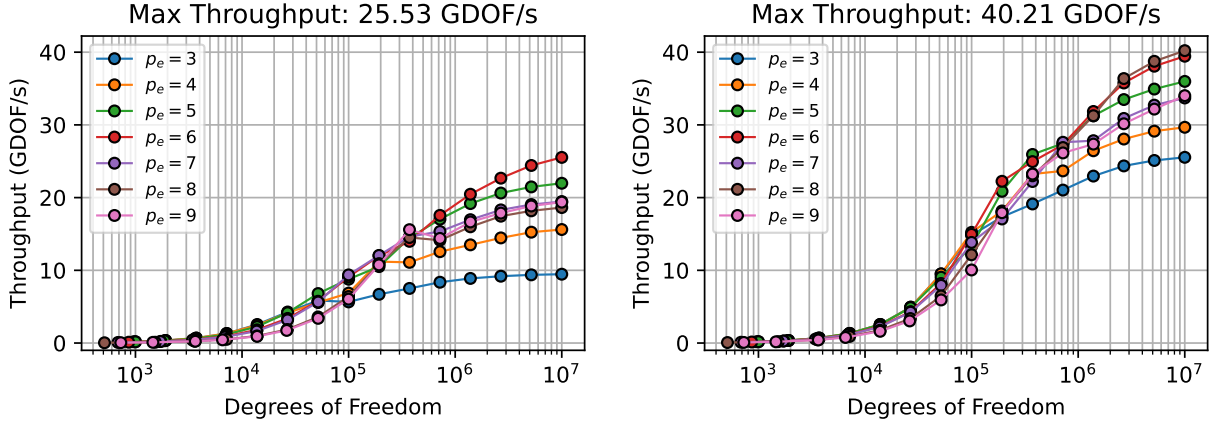 Max Throughput: 25.53 GDOF/s
Throughput (GDOF/s)
40
30
20
10
0
p_e = 3
p_e = 4
p_e = 5
p_e = 6
p_e = 7
p_e = 8
p_e = 9
10^3
10^4
10^5
10^6
10^7
Degrees of Freedom
Max Throughput: 40.21 GDOF/s
Throughput (GDOF/s)
40
30
20
10
0
p_e = 3
p_e = 4
p_e = 5
p_e = 6
p_e = 7
p_e = 8
p_e = 9
10^3
10^4
10^5
10^6
10^7
Degrees of Freedom